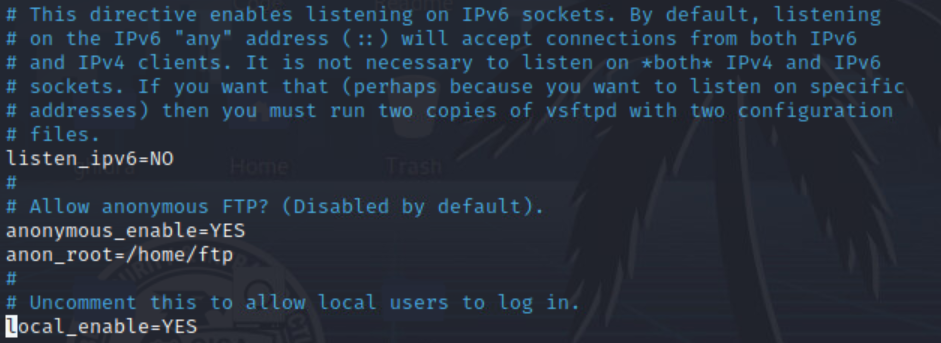 # This directive enables listening on IPv6 sockets. By default, listening
# on the IPv6 "any" address (::) will accept connections from both IPv6
# and IPv4 clients. It is not necessary to listen on *both* IPv4 and IPv6
# sockets. If you want that (perhaps because you want to listen on specific
# addresses) then you must run two copies of vsftpd with two configuration
# files.
listen_ipv6=NO
Home
Trash
#
# Allow anonymous FTP? (Disabled by default).
anonymous_enable=YES
anon_root=/home/ftp
#
# Uncomment this to allow local users to log in.
local_enable=YES